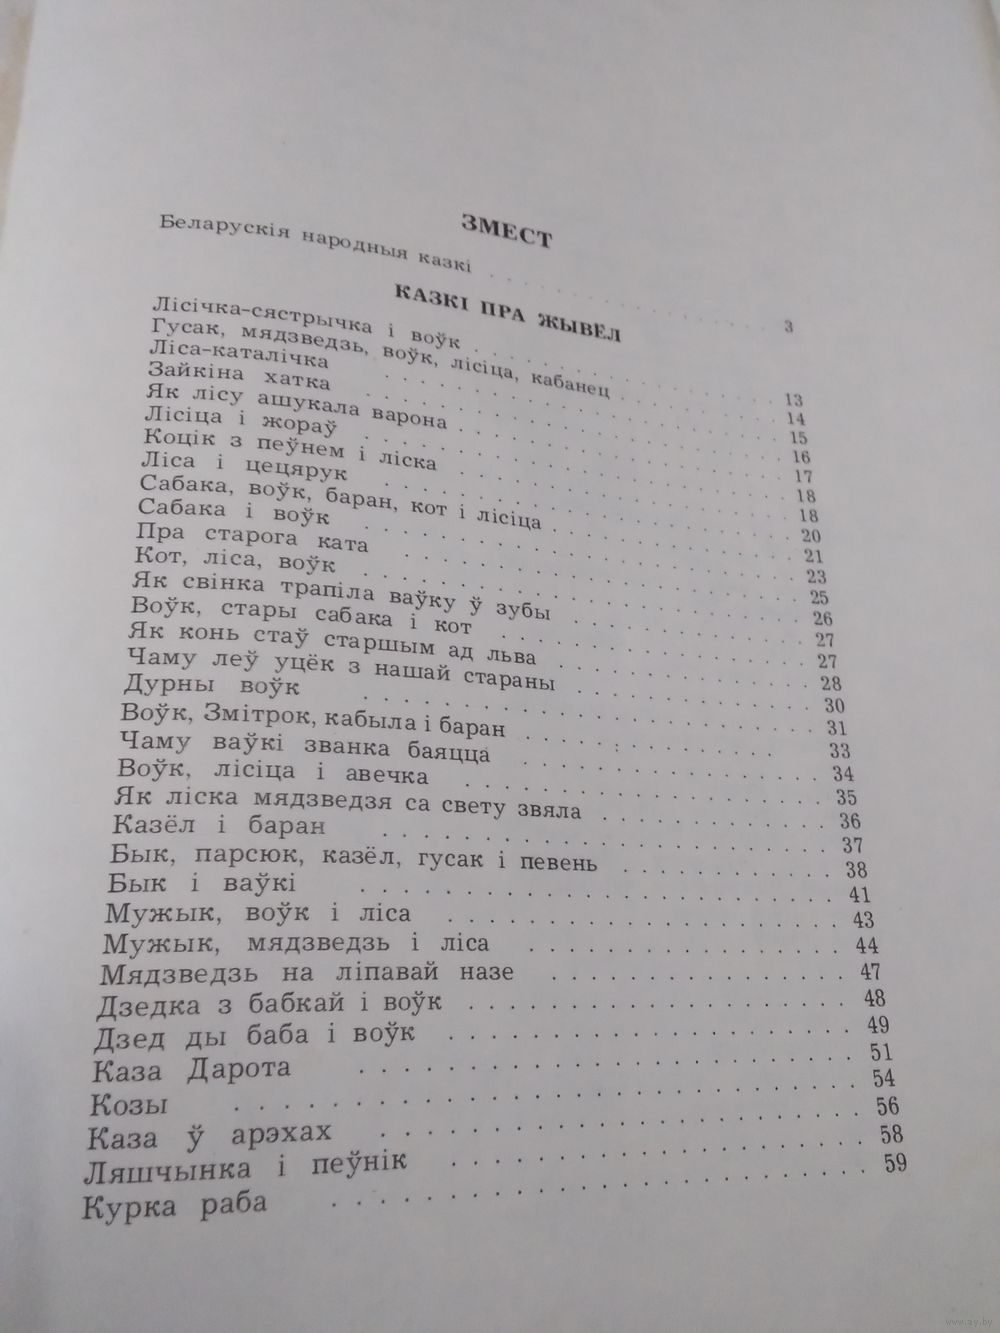 ЗМЕСТ
Беларускія народныя казкі . . . . . . . . . . 3
КАЗКІ ПРА ЖЫВЁЛ
Лісічка-сястрычка і воўк . . . . . . . . . . 13
Гусак, мядзведзь, воўк, лісіца, кабанец . . . . . . . 14
Ліса-каталічка . . . . . . . . . . 15
Зайкіна хатка . . . . . . . . . . 16
Як лісу ашукала варона . . . . . . . . . . 17
Лісіца і жораў . . . . . . . . . . 18
Коцік з пеўнем і ліска . . . . . . . . . . 18
Ліса і цецярук . . . . . . . . . . 20
Сабака, воўк, баран, кот і лісіца . . . . . . . . . . 21
Сабака і воўк . . . . . . . . . . 23
Пра старога ката . . . . . . . . . . 25
Кот, ліса, воўк . . . . . . . . . . 26
Як свінка трапіла ваўку ў зубы . . . . . . . . . . 27
Воўк, стары сабака і кот . . . . . . . . . . 27
Як конь стаў старшым ад льва . . . . . . . . . . 28
Чаму леў уцёк з нашай стараны . . . . . . . . . . 30
Дурны воўк . . . . . . . . . . 31
Воўк, Змітрок, кабыла і баран . . . . . . . . . . 33
Чаму ваўкі званка баяцца . . . . . . . . . . 34
Воўк, лісіца і авечка . . . . . . . . . . 35
Як ліска мядзведзя са свету звяла . . . . . . . . . . 36
Казёл і баран . . . . . . . . . . 37
Бык, парсюк, казёл, гусак і певень . . . . . . . . . . 38
Бык і ваўкі . . . . . . . . . . 41
Мужык, воўк і ліса . . . . . . . . . . 43
Мужык, мядзведзь і ліса . . . . . . . . . . 44
Мядзведзь на ліпавай назе . . . . . . . . . . 47
Дзедка з бабкай і воўк . . . . . . . . . . 48
Дзед ды баба і воўк . . . . . . . . . . 49
Каза Дарота . . . . . . . . . . 51
Козы . . . . . . . . . . 54
Каза ў арэхах . . . . . . . . . . 56
Ляшчынка і пеўнік . . . . . . . . . . 58
Курка раба . . . . . . . . . . 59
www.ay.by